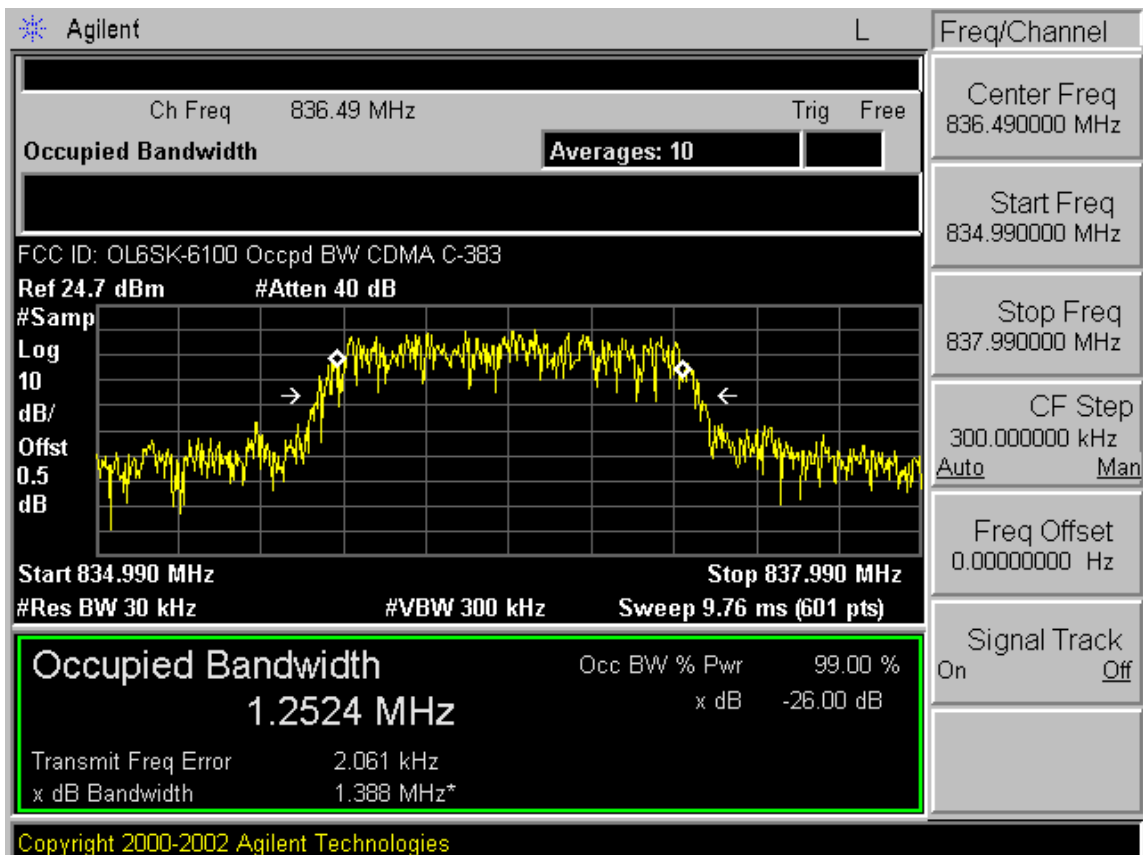 Agilent L
Freq/Channel
Ch Freq 836.49 MHz Trig Free
Occupied Bandwidth Averages: 10
FCC ID: OL6SK-6100 Occpd BW CDMA C-383
Ref 24.7 dBm #Atten 40 dB
#Samp
Log
10
dB/
Offst
0.5
dB
Start 834.990 MHz Stop 837.990 MHz
#Res BW 30 kHz #VBW 300 kHz Sweep 9.76 ms (601 pts)
Occupied Bandwidth
1.2524 MHz
Occ BW % Pwr 99.00 %
x dB -26.00 dB
Transmit Freq Error 2.061 kHz
x dB Bandwidth 1.388 MHz*
Copyright 2000-2002 Agilent Technologies
Center Freq
836.490000 MHz
Start Freq
834.990000 MHz
Stop Freq
837.990000 MHz
CF Step
300.000000 kHz
Auto Man
Freq Offset
0.00000000 Hz
Signal Track
On Off